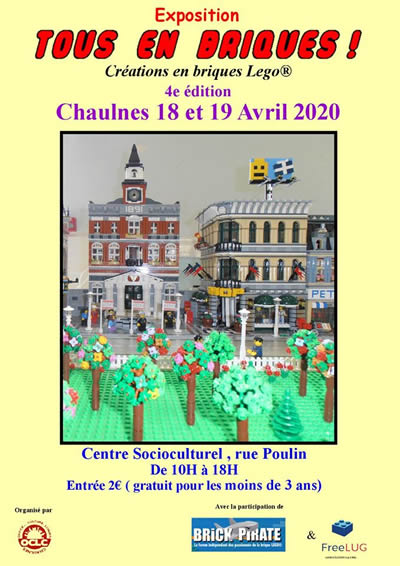 Exposition
TOUS EN BRIQUES !
Créations en briques Lego®
4e édition
Chaulnes 18 et 19 Avril 2020
1891
PET
Centre Socioculturel , rue Poulin
De 10H à 18H
Entrée 2€ ( gratuit pour les moins de 3 ans)
Organisé par
Avec la participation de
OCLC
BRiCK PiRATE
&
FreeLUG